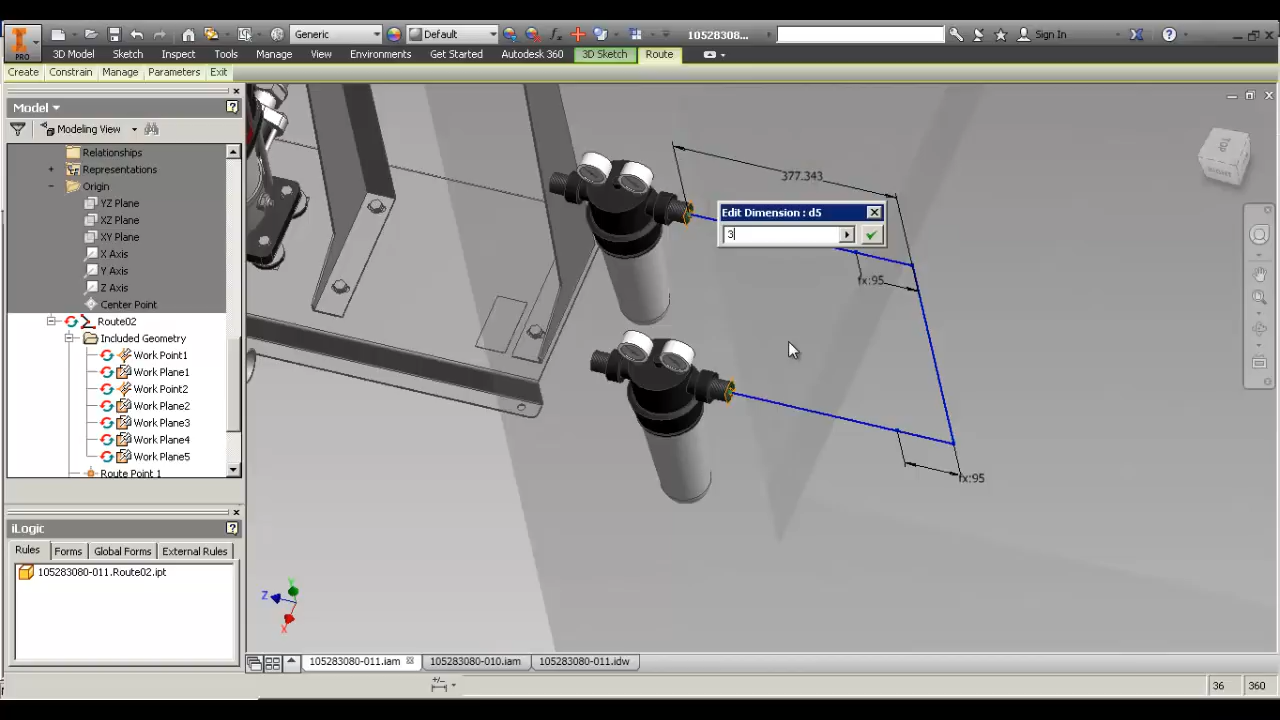 PRO
Generic
Default
10528308...
Sign In
3D Model
Sketch
Inspect
Tools
Manage
View
Environments
Get Started
Autodesk 360
3D Sketch
Route
Create
Constrain
Manage
Parameters
Exit
Model
Modeling View
Relationships
Representations
Origin
YZ Plane
XZ Plane
XY Plane
X Axis
Y Axis
Z Axis
Center Point
Route02
Included Geometry
Work Point1
Work Plane1
Work Point2
Work Plane2
Work Plane3
Work Plane4
Work Plane5
Route Point 1
iLogic
Rules
Forms
Global Forms
External Rules
105283080-011.Route02.ipt
377.343
Edit Dimension : d5
3
fx:95
fx:95
TOP
Z
Y
X
105283080-011.iam
105283080-010.iam
105283080-011.idw
36
360